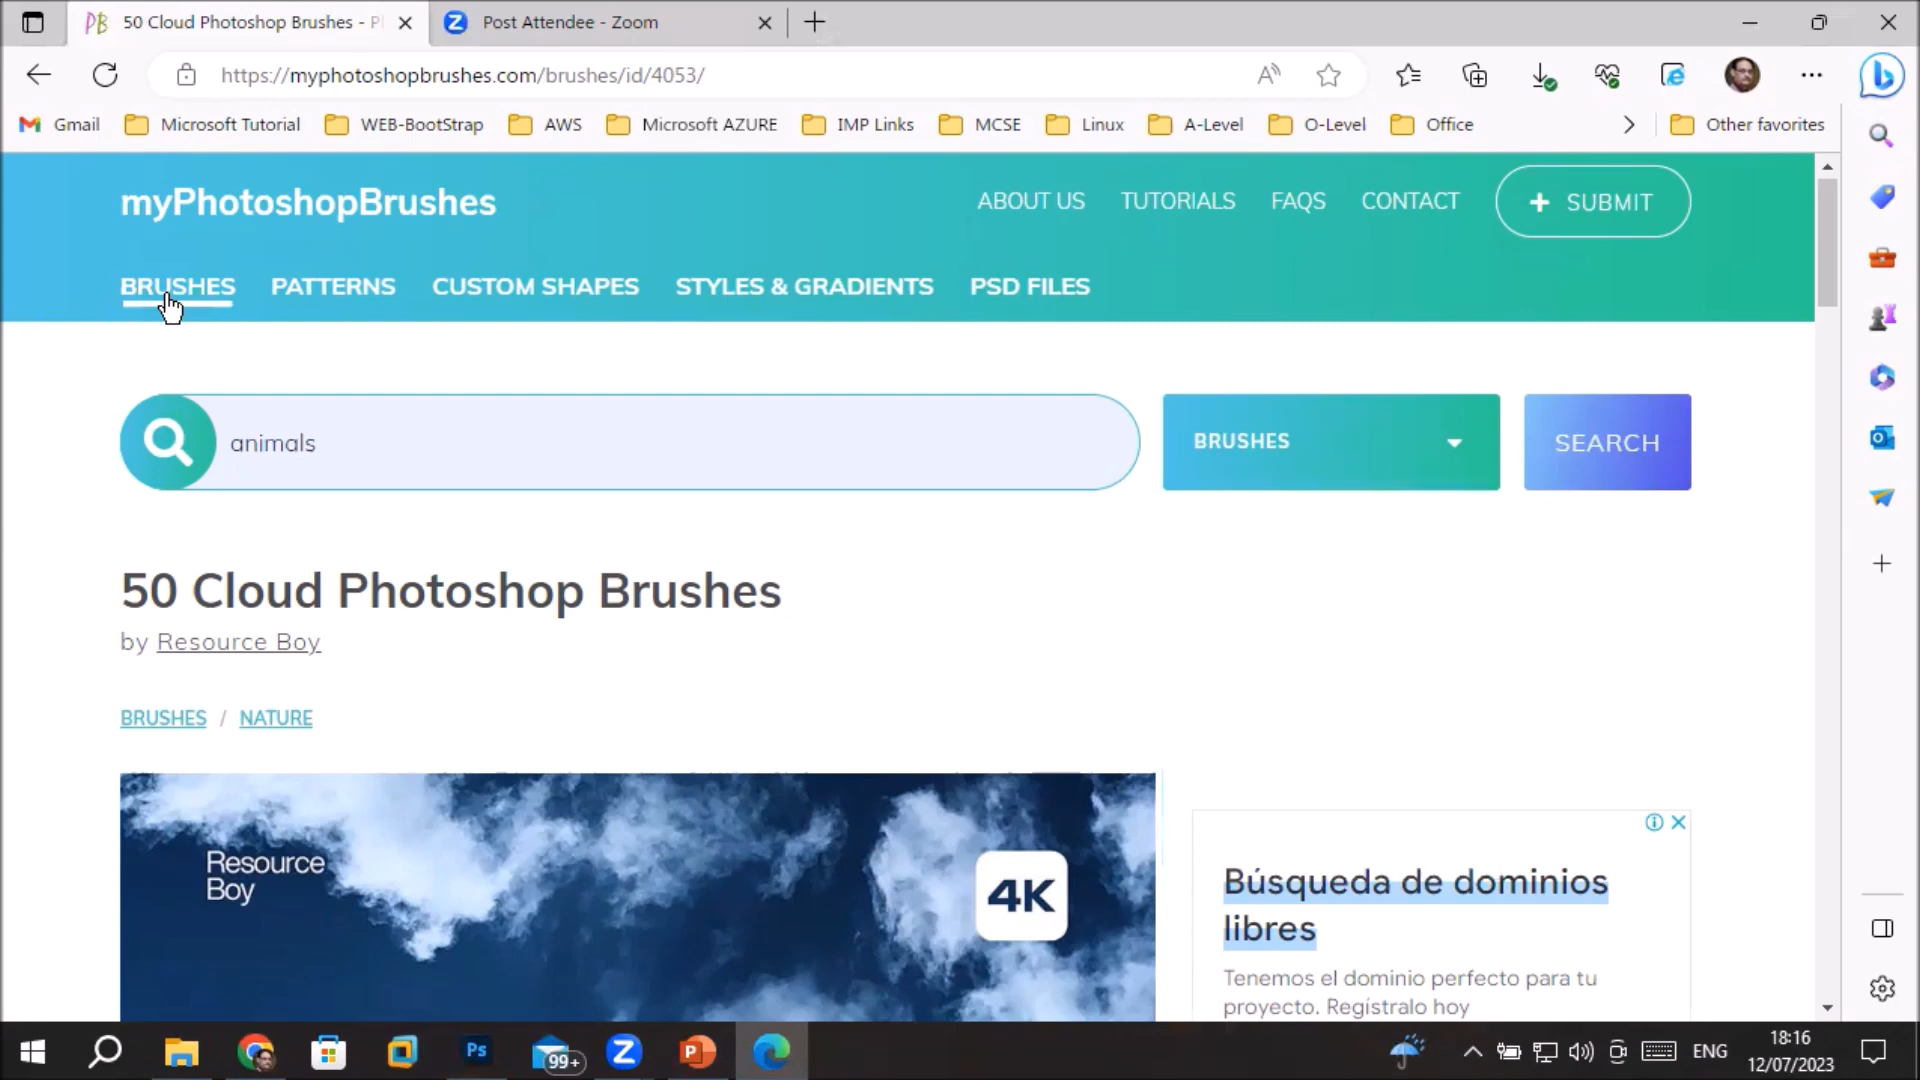 50 Cloud Photoshop Brushes - P
Post Attendee - Zoom
https://myphotoshopbrushes.com/brushes/id/4053/
Gmail
Microsoft Tutorial
WEB-BootStrap
AWS
Microsoft AZURE
IMP Links
MCSE
Linux
A-Level
O-Level
Office
Other favorites
myPhotoshopBrushes
ABOUT US
TUTORIALS
FAQS
CONTACT
+ SUBMIT
BRUSHES
PATTERNS
CUSTOM SHAPES
STYLES & GRADIENTS
PSD FILES
animals
BRUSHES
SEARCH
50 Cloud Photoshop Brushes
by Resource Boy
BRUSHES / NATURE
Resource
Boy
4K
Búsqueda de dominios
libres
Tenemos el dominio perfecto para tu
proyecto. Regístralo hoy
Ps
99+
ENG
18:16
12/07/2023